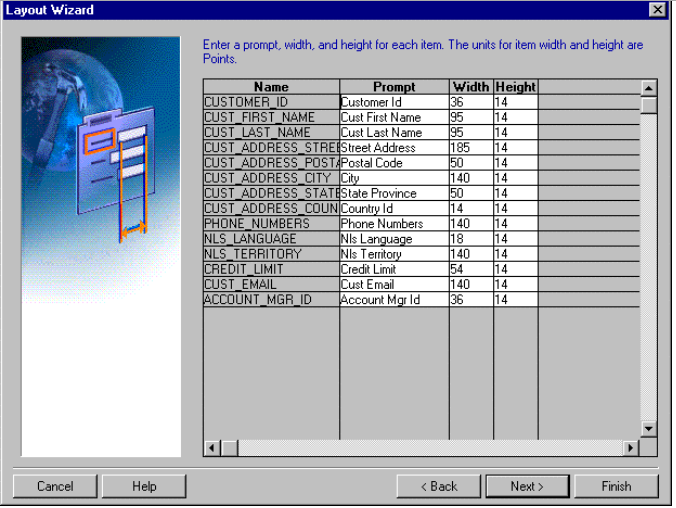 Layout Wizard
Enter a prompt, width, and height for each item. The units for item width and height are
Points.
Name Prompt Width Height
CUSTOMER_ID Customer Id 36 14
CUST_FIRST_NAME Cust First Name 95 14
CUST_LAST_NAME Cust Last Name 95 14
CUST_ADDRESS_STREE Street Address 185 14
CUST_ADDRESS_POSTA Postal Code 50 14
CUST_ADDRESS_CITY City 140 14
CUST_ADDRESS_STATE State Province 50 14
CUST_ADDRESS_COUN Country Id 14 14
PHONE_NUMBERS Phone Numbers 140 14
NLS_LANGUAGE Nls Language 18 14
NLS_TERRITORY Nls Territory 140 14
CREDIT_LIMIT Credit Limit 54 14
CUST_EMAIL Cust Email 140 14
ACCOUNT_MGR_ID Account Mgr Id 36 14
Cancel Help < Back Next > Finish